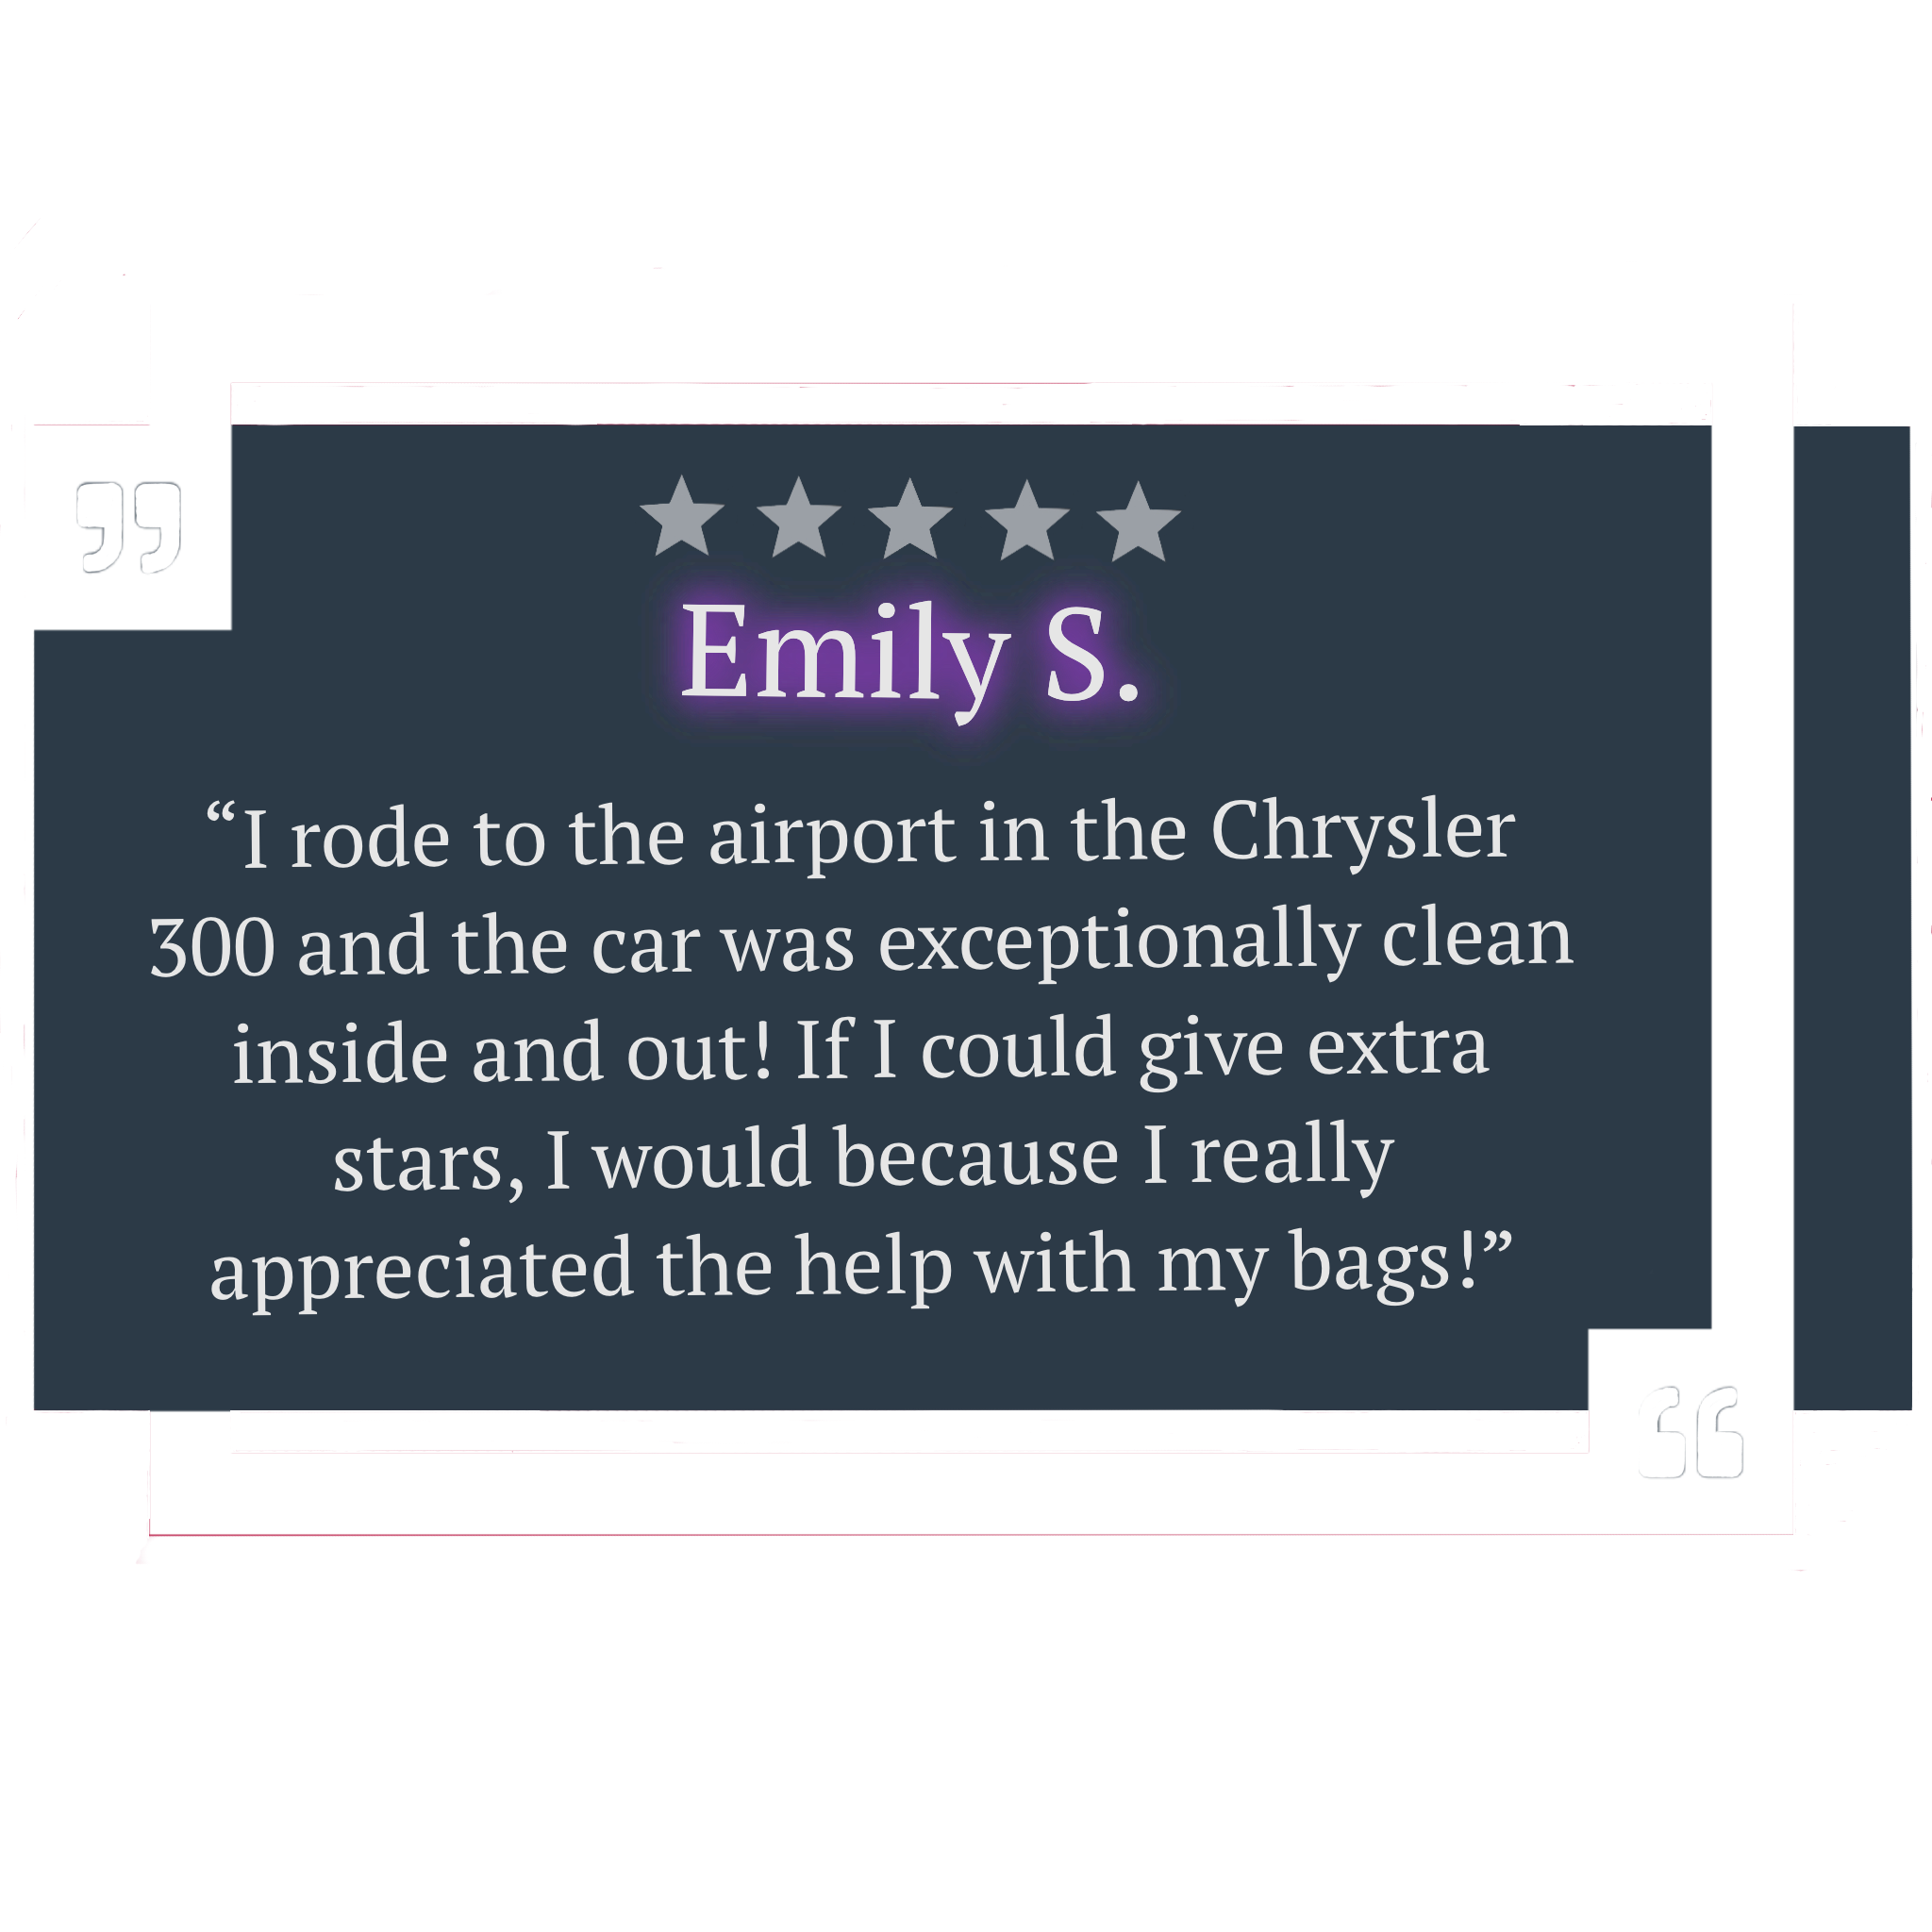 Emily S.
“I rode to the airport in the Chrysler
300 and the car was exceptionally clean
inside and out! If I could give extra
stars, I would because I really
appreciated the help with my bags!”